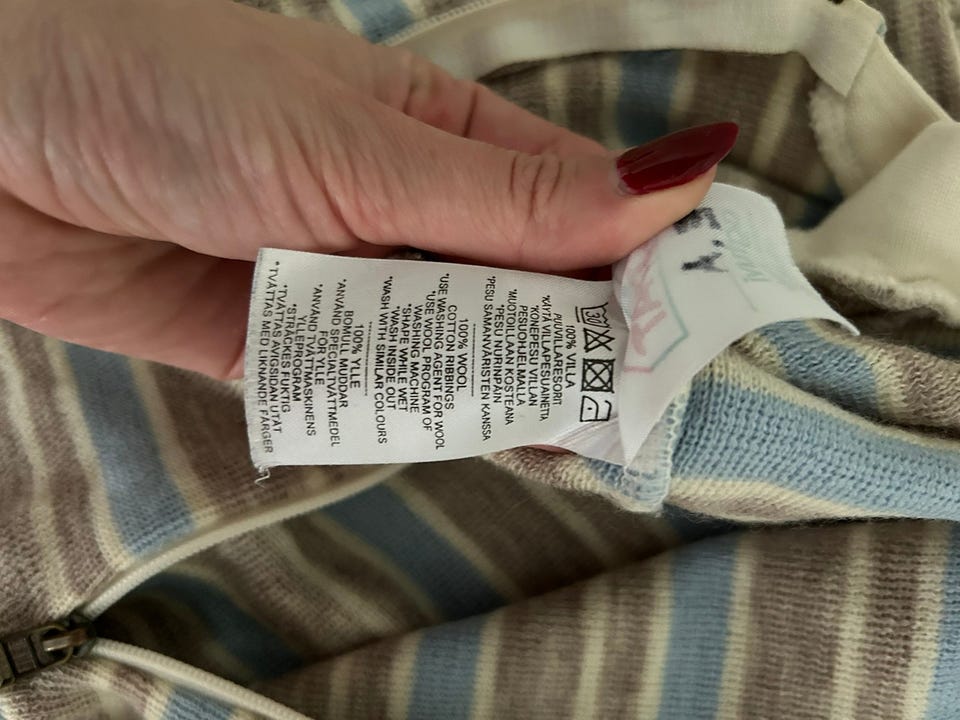 30
100% VILLA
PUUVILLARESORIT
*KÄYTÄ VILLAPESUAINETTA
*KONEPESU VILLAN
PESUOHJELMALLA
*MUOTOILLAAN KOSTEANA
*PESU NURINPÄIN
*PESU SAMANVÄRISTEN KANSSA
100% WOOL
COTTON RIBBINGS
*USE WASHING AGENT FOR WOOL
*USE WOOL PROGRAM OF
WASHING MACHINE
*SHAPE WHILE WET
*WASH INSIDE OUT
*WASH WITH SIMILAR COLOURS
100% YLLE
BOMULL MUDDAR
*ANVÄND SPECIALTVÄTTMEDEL
FÖR YLLE
*ANVÄND TVÄTTMASKINENS
YLLEPROGRAM
*STRÄCKES FUKTIG
*TVÄTTAS AVIGSIDAN UTÅT
*TVÄTTAS MED LIKNANDE FÄRGER